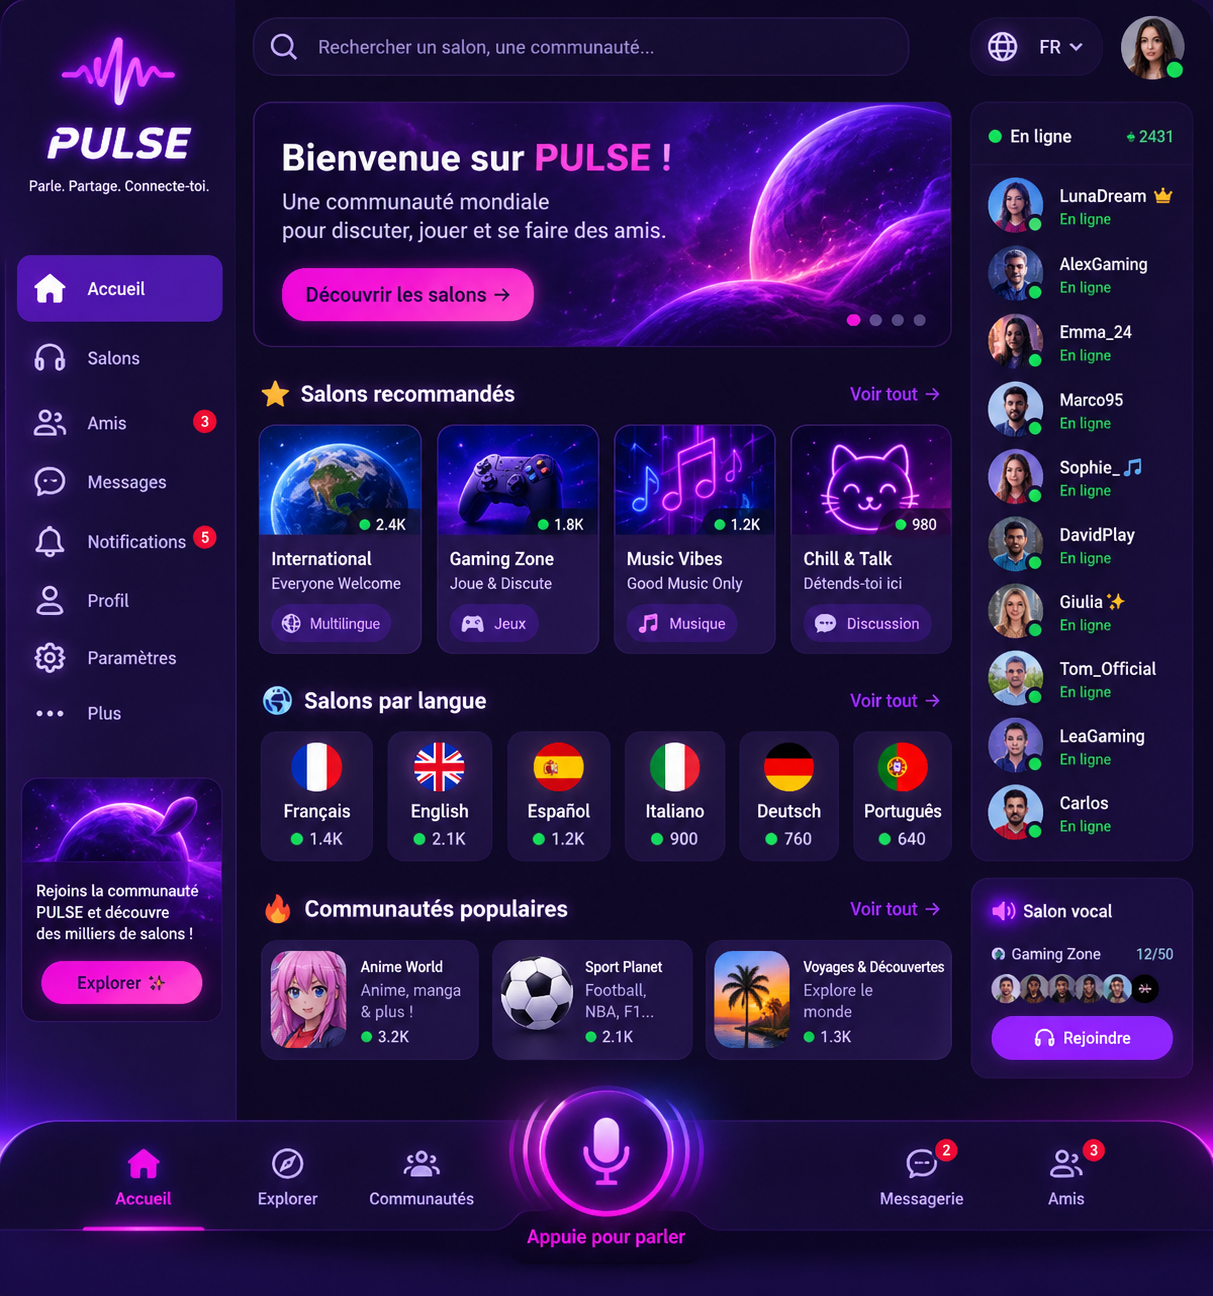 PULSE
Parle. Partage. Connecte-toi.
Accueil
Salons
Amis
3
Messages
Notifications
5
Profil
Paramètres
Plus
Rejoins la communauté
PULSE et découvre
des milliers de salons !
Explorer ✨
Rechercher un salon, une communauté...
FR
Bienvenue sur PULSE !
Une communauté mondiale
pour discuter, jouer et se faire des amis.
Découvrir les salons →
⭐ Salons recommandés
Voir tout →
2.4K
International
Everyone Welcome
Multilingue
1.8K
Gaming Zone
Joue & Discute
Jeux
1.2K
Music Vibes
Good Music Only
Musique
980
Chill & Talk
Détends-toi ici
Discussion
Salons par langue
Voir tout →
Français
1.4K
English
2.1K
Español
1.2K
Italiano
900
Deutsch
760
Português
640
🔥 Communautés populaires
Voir tout →
Anime World
Anime, manga
& plus !
3.2K
Sport Planet
Football,
NBA, F1...
2.1K
Voyages & Découvertes
Explore le
monde
1.3K
En ligne
2431
LunaDream 👑
En ligne
AlexGaming
En ligne
Emma_24
En ligne
Marco95
En ligne
Sophie_🎵
En ligne
DavidPlay
En ligne
Giulia ✨
En ligne
Tom_Official
En ligne
LeaGaming
En ligne
Carlos
En ligne
Salon vocal
Gaming Zone
12/50
Rejoindre
Accueil
Explorer
Communautés
Appuie pour parler
2
Messagerie
3
Amis